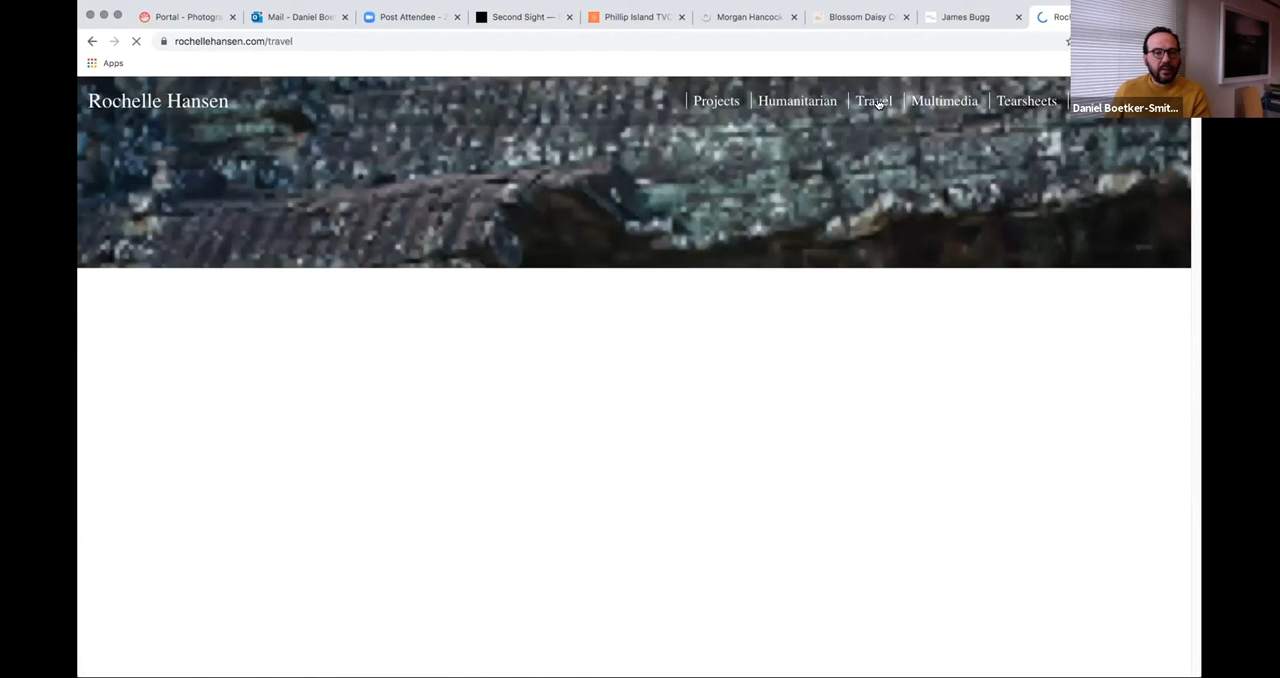 Portal - Photogra
Mail - Daniel Boe
Post Attendee - Z
Second Sight —
Phillip Island TVC
Morgan Hancock
Blossom Daisy C
James Bugg
Roc
rochellehansen.com/travel
Apps
Rochelle Hansen
Projects
Humanitarian
Travel
Multimedia
Tearsheets
Daniel Boetker-Smit...